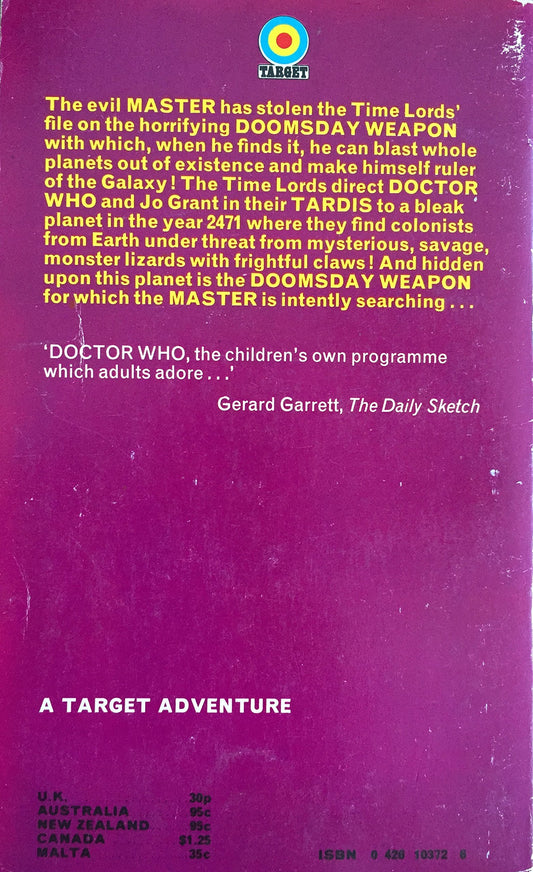 TARGET
The evil MASTER has stolen the Time Lords'
file on the horrifying DOOMSDAY WEAPON
with which, when he finds it, he can blast whole
planets out of existence and make himself ruler
of the Galaxy! The Time Lords direct DOCTOR
WHO and Jo Grant in their TARDIS to a bleak
planet in the year 2471 where they find colonists
from Earth under threat from mysterious, savage,
monster lizards with frightful claws! And hidden
upon this planet is the DOOMSDAY WEAPON
for which the MASTER is intently searching...
'DOCTOR WHO, the children's own programme
which adults adore...'
Gerard Garrett, The Daily Sketch
A TARGET ADVENTURE
U.K. 30p
AUSTRALIA 95c
NEW ZEALAND 95c
CANADA $1.25
MALTA 35c
ISBN 0 426 10372 6